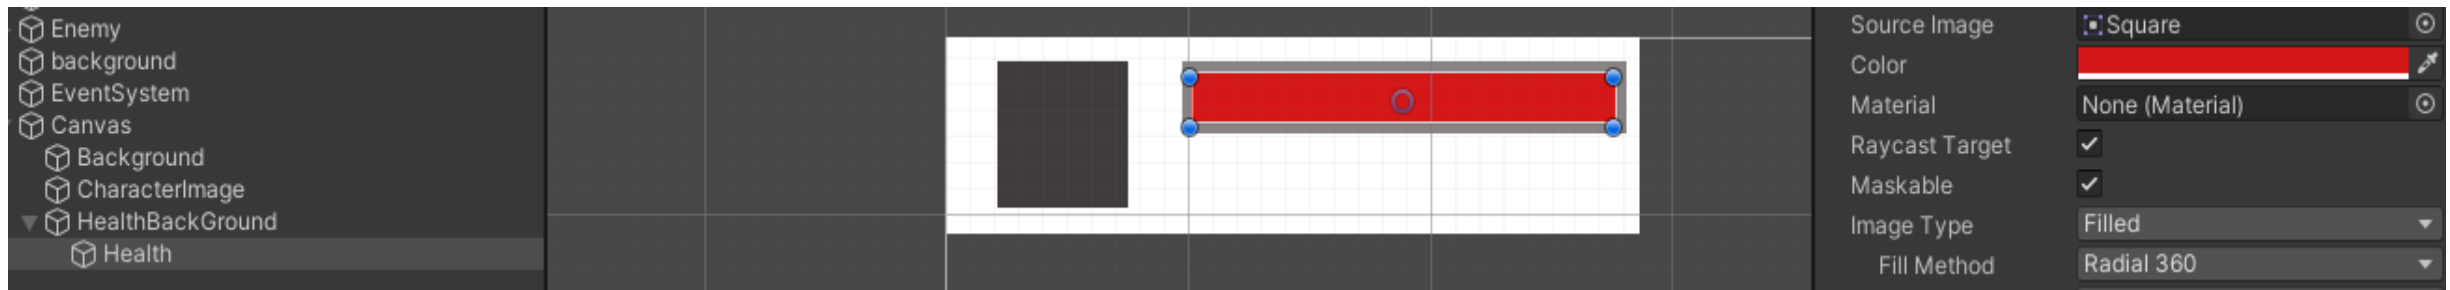 Enemy
background
EventSystem
Canvas
Background
CharacterImage
HealthBackGround
Health
Source Image Square
Color
Material None (Material)
Raycast Target
Maskable
Image Type Filled
Fill Method Radial 360